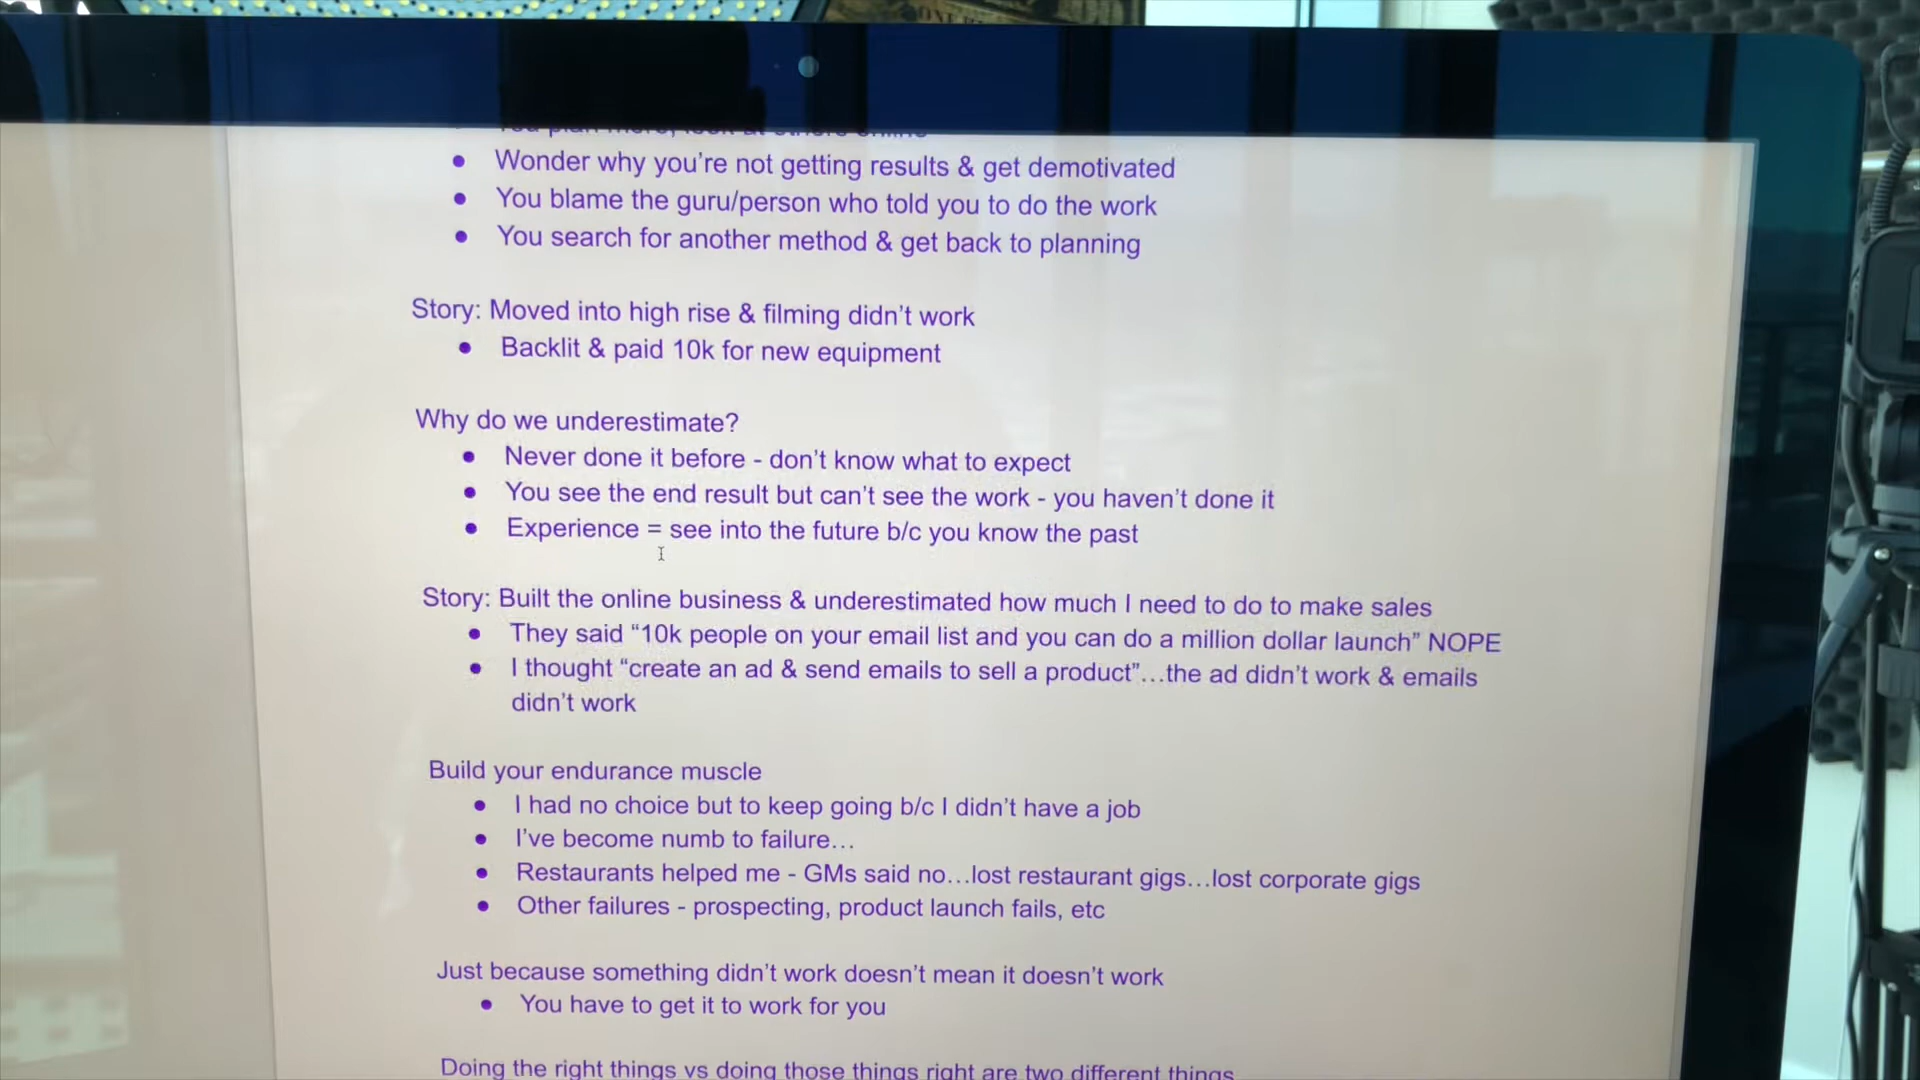 Wonder why you're not getting results & get demotivated
You blame the guru/person who told you to do the work
You search for another method & get back to planning
Story: Moved into high rise & filming didn't work
Backlit & paid 10k for new equipment
Why do we underestimate?
Never done it before - don't know what to expect
You see the end result but can't see the work - you haven't done it
Experience = see into the future b/c you know the past
Story: Built the online business & underestimated how much I need to do to make sales
They said “10k people on your email list and you can do a million dollar launch” NOPE
I thought “create an ad & send emails to sell a product”…the ad didn't work & emails
didn't work
Build your endurance muscle
I had no choice but to keep going b/c I didn't have a job
I've become numb to failure…
Restaurants helped me - GMs said no…lost restaurant gigs…lost corporate gigs
Other failures - prospecting, product launch fails, etc
Just because something didn't work doesn't mean it doesn't work
You have to get it to work for you
Doing the right things vs doing those things right are two different things